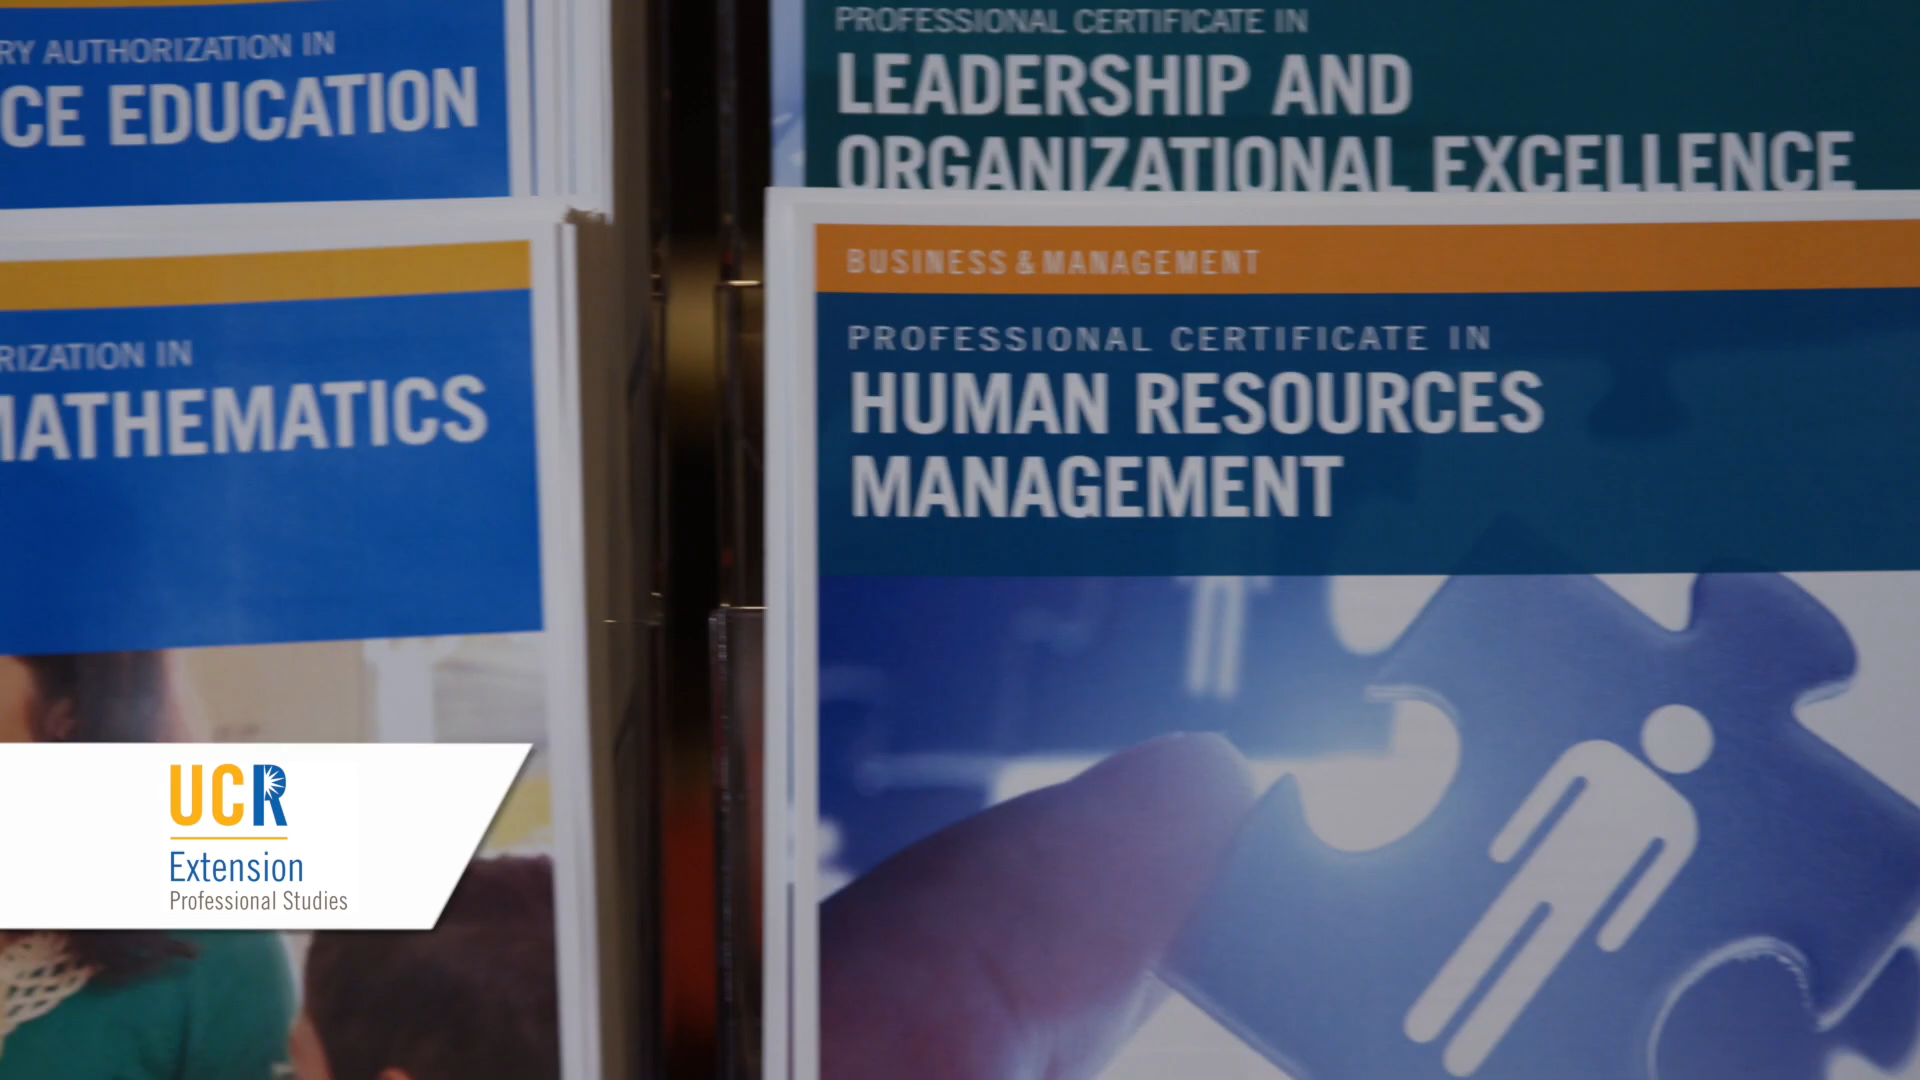 RY AUTHORIZATION IN
CE EDUCATION
RIZATION IN
MATHEMATICS
PROFESSIONAL CERTIFICATE IN
LEADERSHIP AND
ORGANIZATIONAL EXCELLENCE
BUSINESS & MANAGEMENT
PROFESSIONAL CERTIFICATE IN
HUMAN RESOURCES
MANAGEMENT
UCR
Extension
Professional Studies